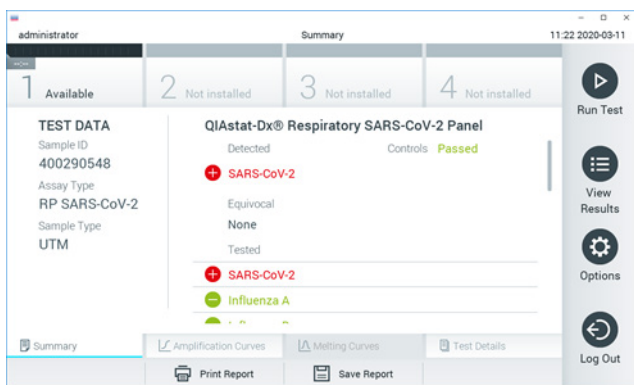 administrator Summary 11:22 2020-03-11
1 Available 2 Not installed 3 Not installed 4 Not installed
Run Test
TEST DATA QIAstat-Dx® Respiratory SARS-CoV-2 Panel
Sample ID Detected Controls Passed
400290548
SARS-CoV-2
Assay Type
RP SARS-CoV-2 Equivocal
View
Results
Sample Type None
UTM Tested
SARS-CoV-2
Options
Influenza A
Summary Amplification Curves Melting Curves Test Details
Log Out
Print Report Save Report